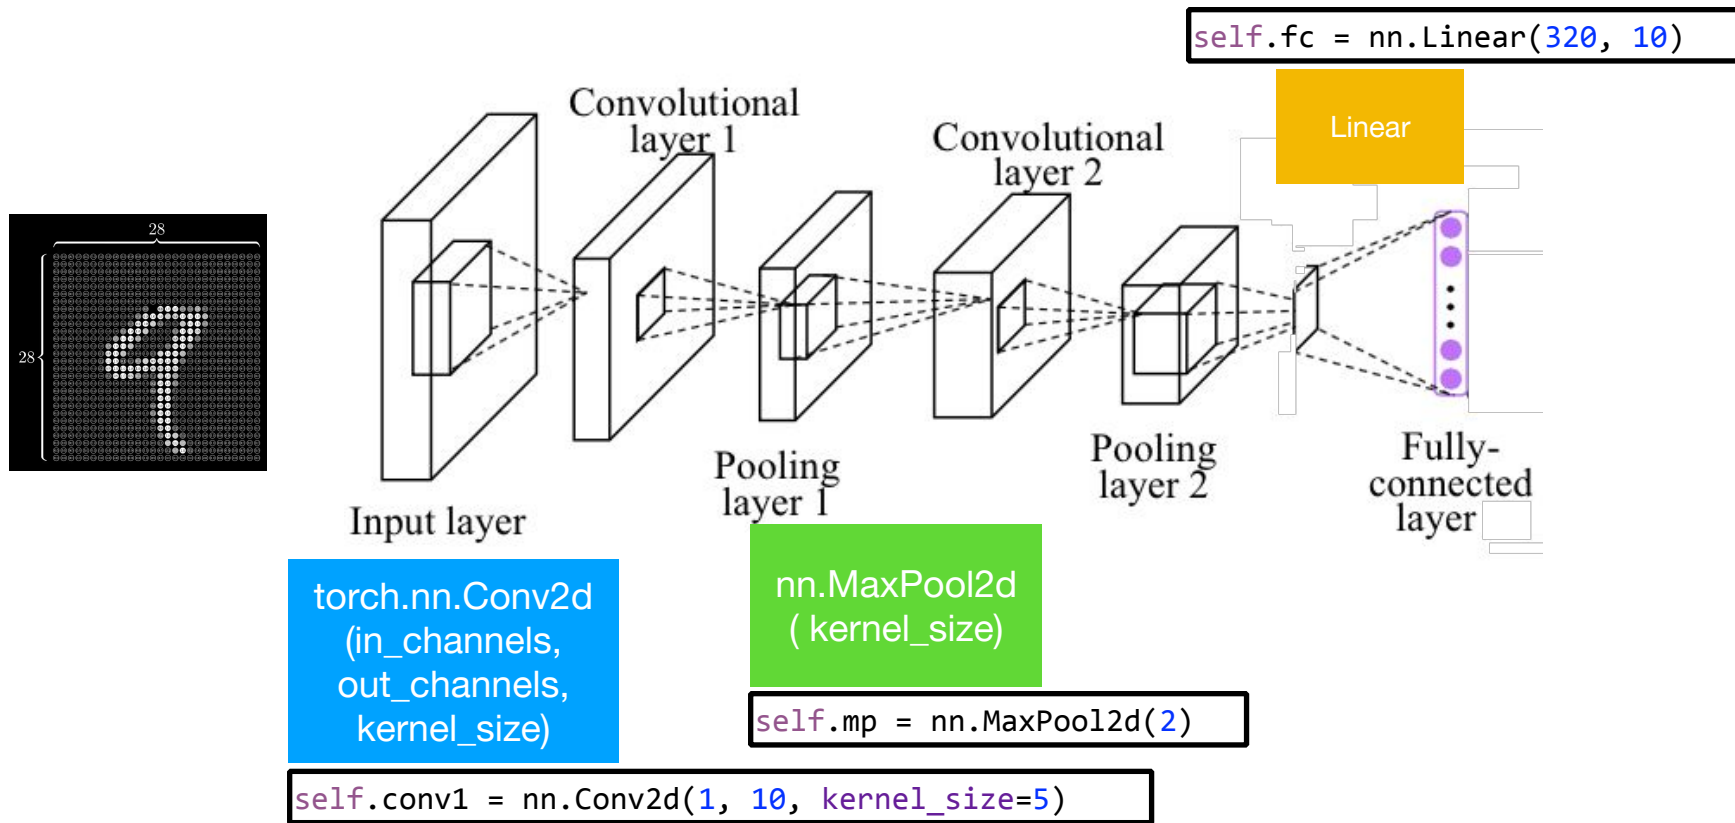 self.fc = nn.Linear(320, 10)
Linear
Convolutional
layer 1
Convolutional
layer 2
28
28
Input layer
Pooling
layer 1
Pooling
layer 2
Fully-
connected
layer
torch.nn.Conv2d
(in_channels,
out_channels,
kernel_size)
nn.MaxPool2d
( kernel_size)
self.mp = nn.MaxPool2d(2)
self.conv1 = nn.Conv2d(1, 10, kernel_size=5)